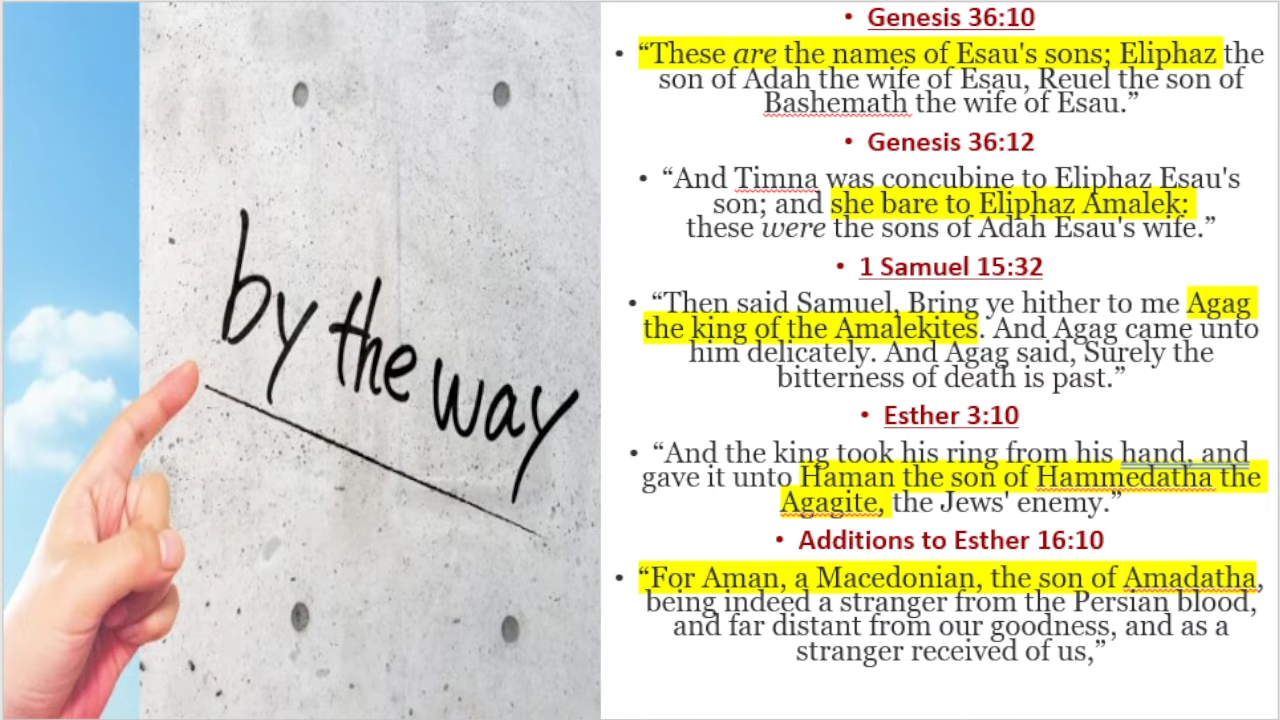 by the way
• Genesis 36:10
• “These are the names of Esau's sons; Eliphaz the
son of Adah the wife of Esau, Reuel the son of
Bashemath the wife of Esau.”
• Genesis 36:12
• “And Timna was concubine to Eliphaz Esau's
son; and she bare to Eliphaz Amalek:
these were the sons of Adah Esau's wife.”
• 1 Samuel 15:32
• “Then said Samuel, Bring ye hither to me Agag
the king of the Amalekites. And Agag came unto
him delicately. And Agag said, Surely the
bitterness of death is past.”
• Esther 3:10
• “And the king took his ring from his hand, and
gave it unto Haman the son of Hammedatha the
Agagite, the Jews' enemy.”
• Additions to Esther 16:10
• “For Aman, a Macedonian, the son of Amadatha,
being indeed a stranger from the Persian blood,
and far distant from our goodness, and as a
stranger received of us,”